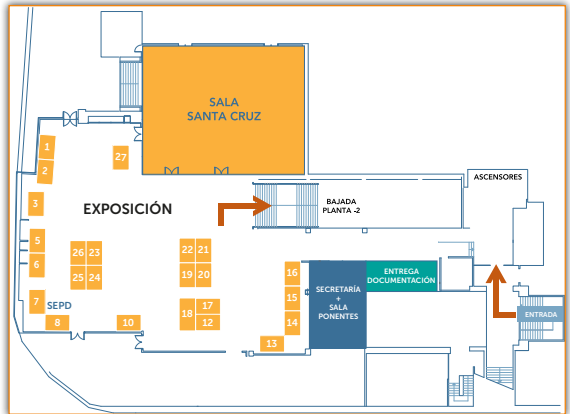 SALA
SANTA CRUZ
1
2
27
3
EXPOSICIÓN
ASCENSORES
BAJADA
PLANTA -2
5
6
26 23
25 24
22 21
19 20
16
15
14
13
7
SEPD
8
10
18
17
12
SECRETARÍA
+
SALA
PONENTES
ENTREGA
DOCUMENTACIÓN
ENTRADA